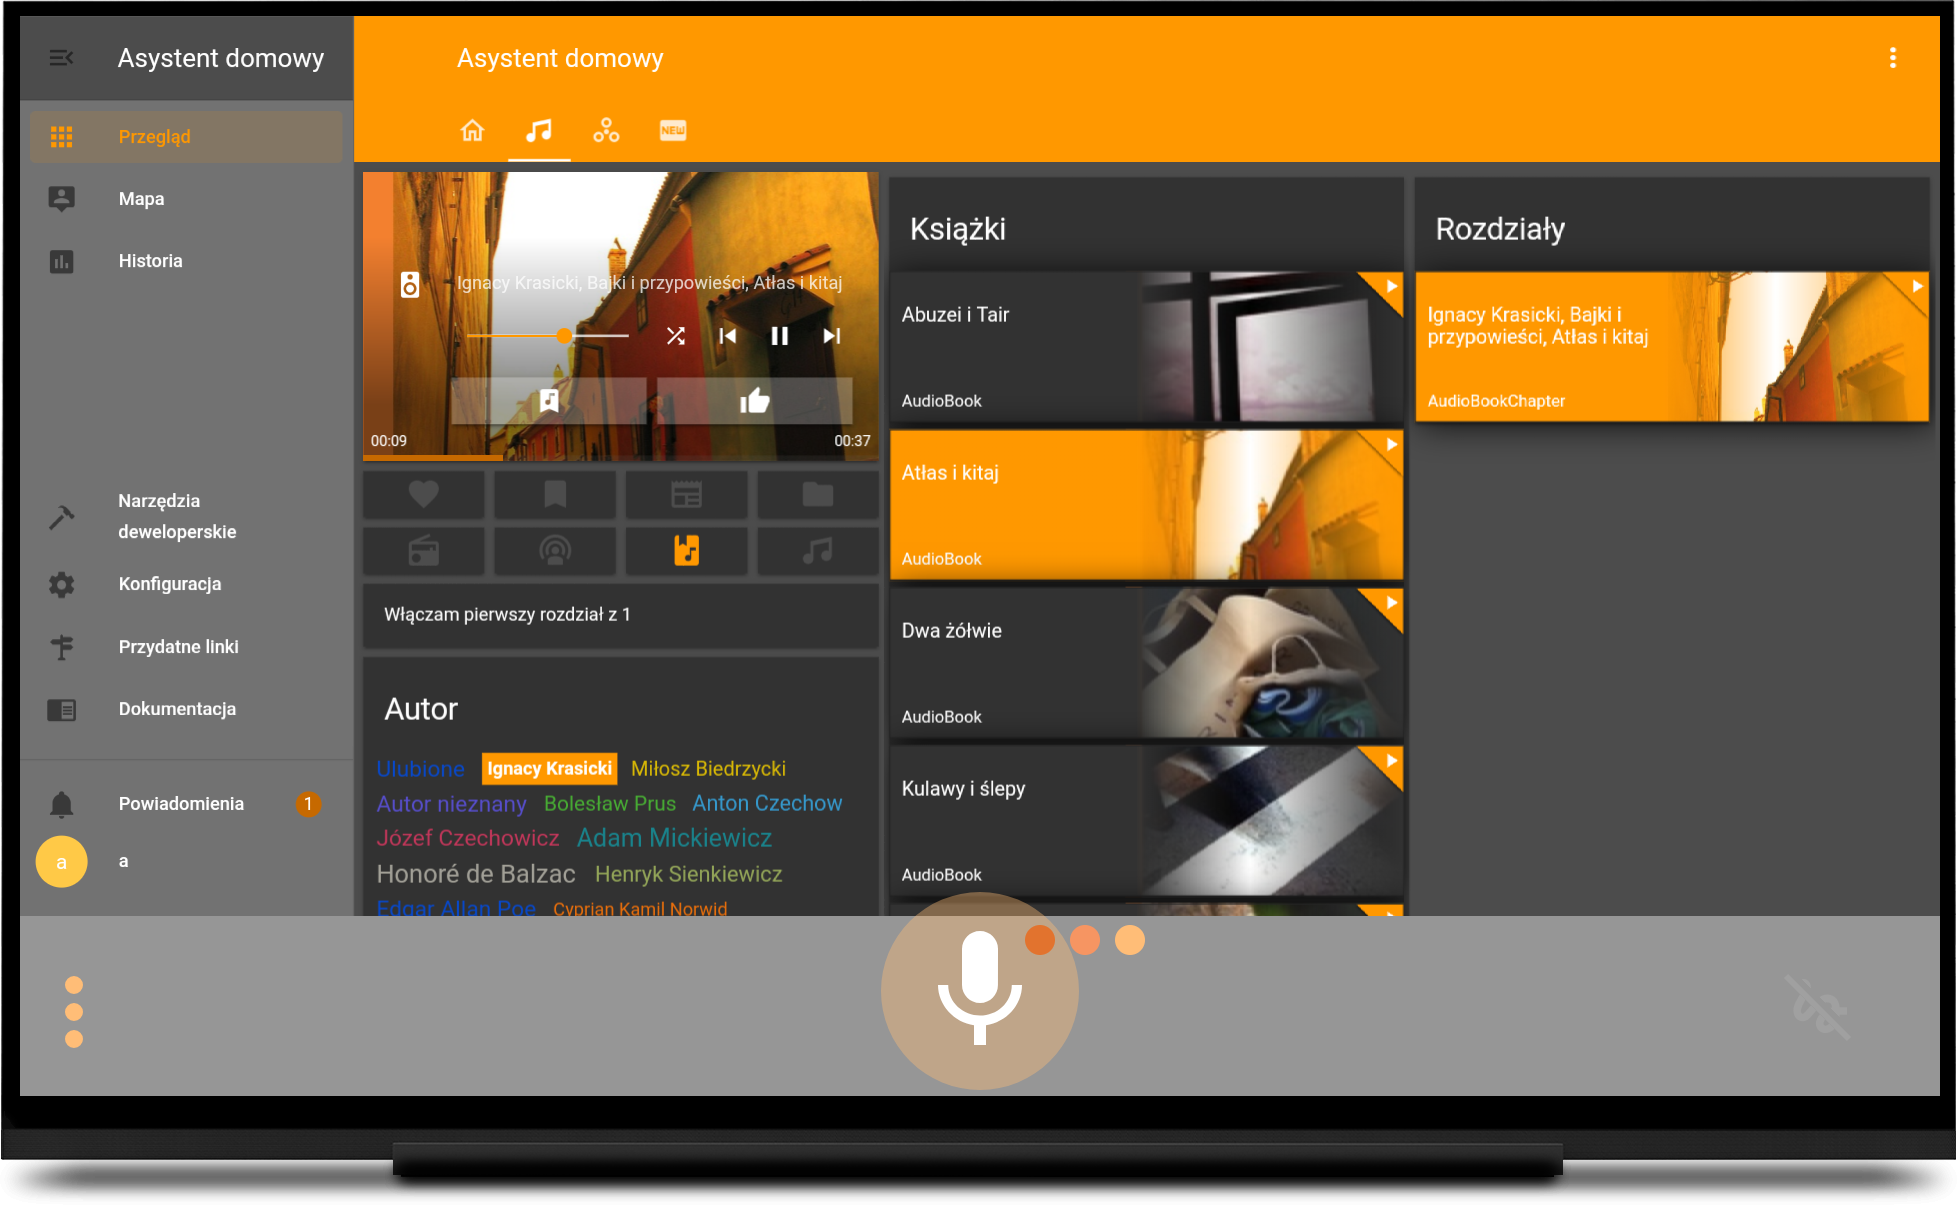 Asystent domowy
Przegląd
Mapa
Historia
Narzędzia
deweloperskie
Konfiguracja
Przydatne linki
Dokumentacja
Powiadomienia 1
a a
Asystent domowy
NEW
Ignacy Krasicki, Bajki i przypowieści, Atłas i kitaj
00:09 00:37
Włączam pierwszy rozdział z 1
Autor
Ulubione Ignacy Krasicki Miłosz Biedrzycki
Autor nieznany Bolesław Prus Anton Czechow
Józef Czechowicz Adam Mickiewicz
Honoré de Balzac Henryk Sienkiewicz
Edgar Allan Poe Cyprian Kamil Norwid
Książki
Abuzei i Tair
AudioBook
Atłas i kitaj
AudioBook
Dwa żółwie
AudioBook
Kulawy i ślepy
AudioBook
Rozdziały
Ignacy Krasicki, Bajki i
przypowieści, Atłas i kitaj
AudioBookChapter